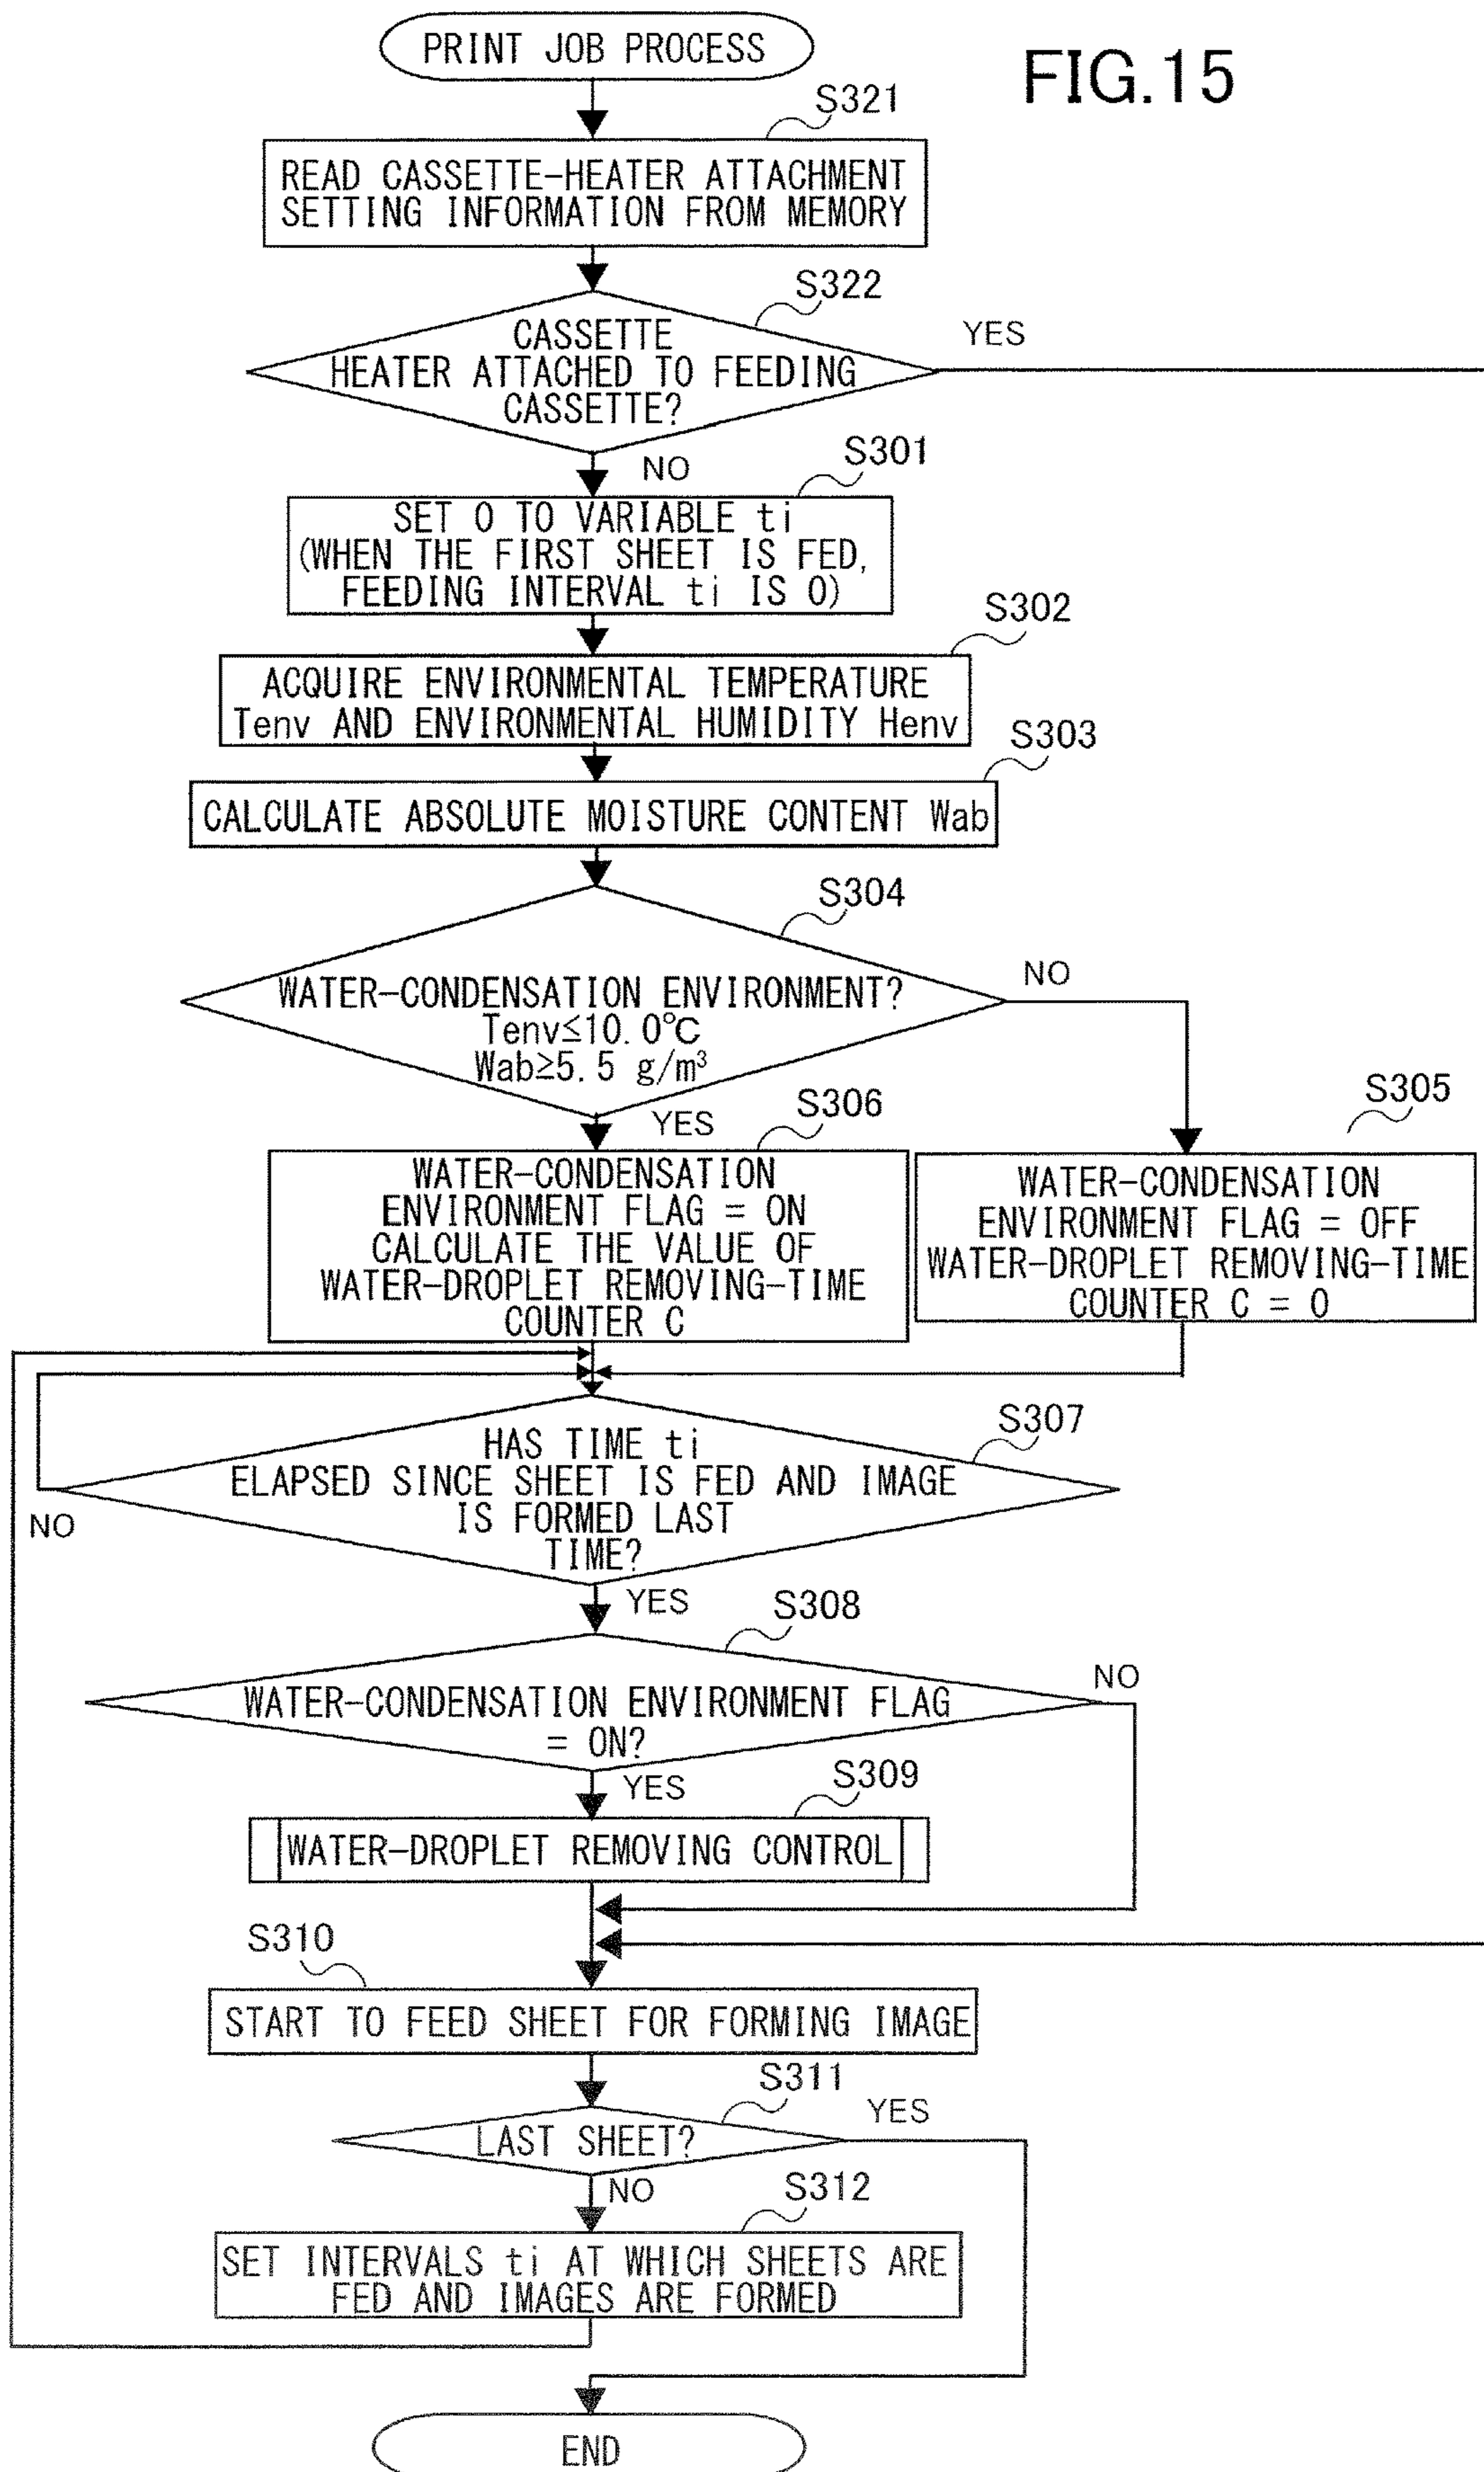 PRINT JOB PROCESS
FIG.15
S321
READ CASSETTE-HEATER ATTACHMENT
SETTING INFORMATION FROM MEMORY
S322
CASSETTE
HEATER ATTACHED TO FEEDING
CASSETTE?
YES
NO
S301
SET 0 TO VARIABLE ti
(WHEN THE FIRST SHEET IS FED,
FEEDING INTERVAL ti IS 0)
S302
ACQUIRE ENVIRONMENTAL TEMPERATURE
Tenv AND ENVIRONMENTAL HUMIDITY Henv
S303
CALCULATE ABSOLUTE MOISTURE CONTENT Wab
S304
WATER-CONDENSATION ENVIRONMENT?
Tenv≤10.0℃
Wab≥5.5 g/m³
NO
YES
S306
WATER-CONDENSATION
ENVIRONMENT FLAG = ON
CALCULATE THE VALUE OF
WATER-DROPLET REMOVING-TIME
COUNTER C
S305
WATER-CONDENSATION
ENVIRONMENT FLAG = OFF
WATER-DROPLET REMOVING-TIME
COUNTER C = 0
S307
HAS TIME ti
ELAPSED SINCE SHEET IS FED AND IMAGE
IS FORMED LAST
TIME?
NO
YES
S308
WATER-CONDENSATION ENVIRONMENT FLAG
= ON?
NO
YES
S309
WATER-DROPLET REMOVING CONTROL
S310
START TO FEED SHEET FOR FORMING IMAGE
S311
LAST SHEET?
YES
NO
S312
SET INTERVALS ti AT WHICH SHEETS ARE
FED AND IMAGES ARE FORMED
END